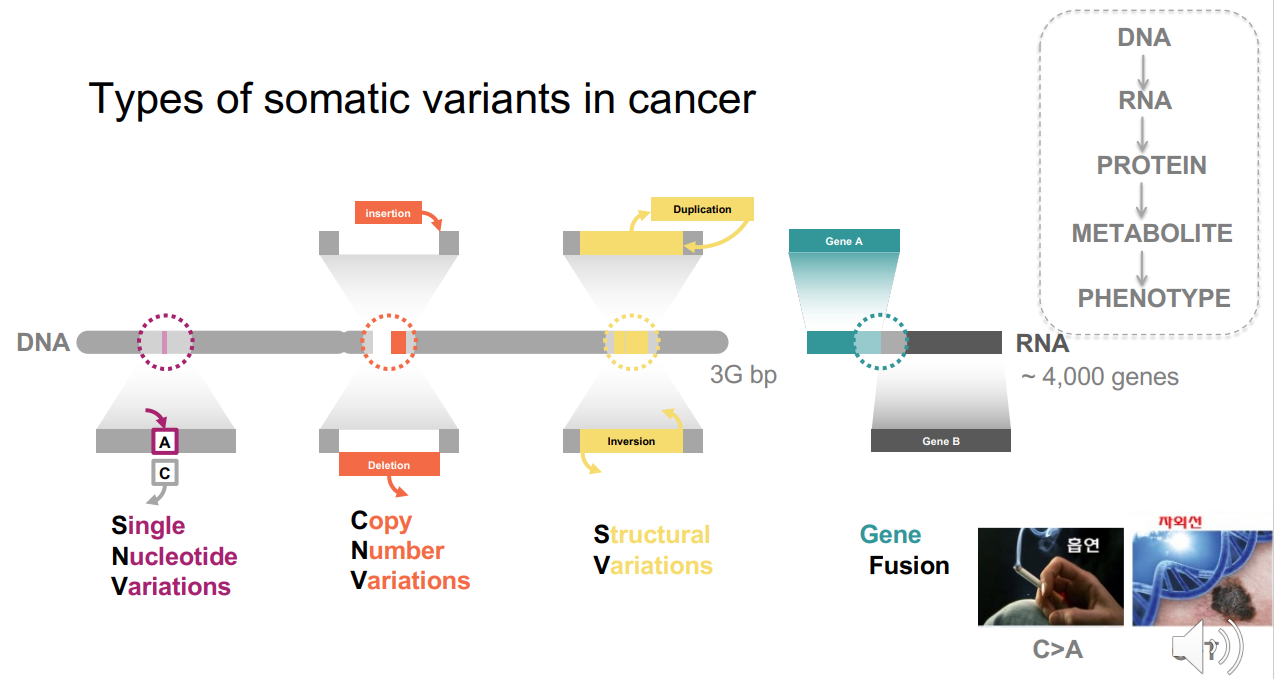 Types of somatic variants in cancer
DNA
RNA
PROTEIN
METABOLITE
PHENOTYPE
insertion
Duplication
Gene A
DNA
RNA
3G bp
~ 4,000 genes
A
C
Deletion
Inversion
Gene B
Single
Nucleotide
Variations
Copy
Number
Variations
Structural
Variations
Gene
Fusion
흡연
자외선
C>A